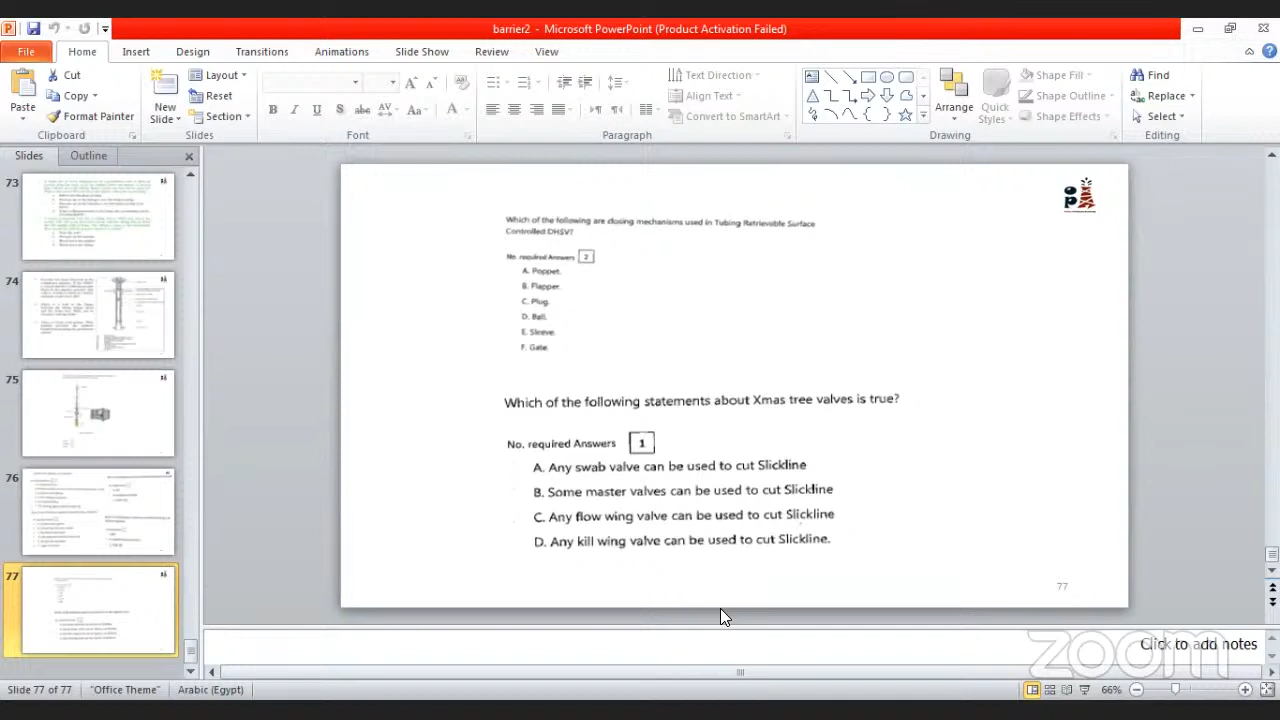 barrier2 - Microsoft PowerPoint (Product Activation Failed)
File Home Insert Design Transitions Animations Slide Show Review View
Paste
Cut
Copy
Format Painter
Clipboard
New
Slide
Layout
Reset
Section
Slides
Font
Text Direction
Align Text
Convert to SmartArt
Paragraph
Arrange
Quick
Styles
Shape Fill
Shape Outline
Shape Effects
Drawing
Find
Replace
Select
Editing
Slides Outline
73
74
75
76
77
Which of the following are closing mechanisms used in Tubing Retrievable Surface
Controlled DHSV?
No. required Answers 2
A. Poppet.
B. Flapper.
C. Plug.
D. Ball.
E. Sleeve.
F. Gate.
Which of the following statements about Xmas tree valves is true?
No. required Answers 1
A. Any swab valve can be used to cut Slickline
B. Some master valves can be used to cut Slickline
C. Any flow wing valve can be used to cut Slickline
D. Any kill wing valve can be used to cut Slickline.
77
Click to add notes
zoom
Slide 77 of 77 "Office Theme" Arabic (Egypt) 66%